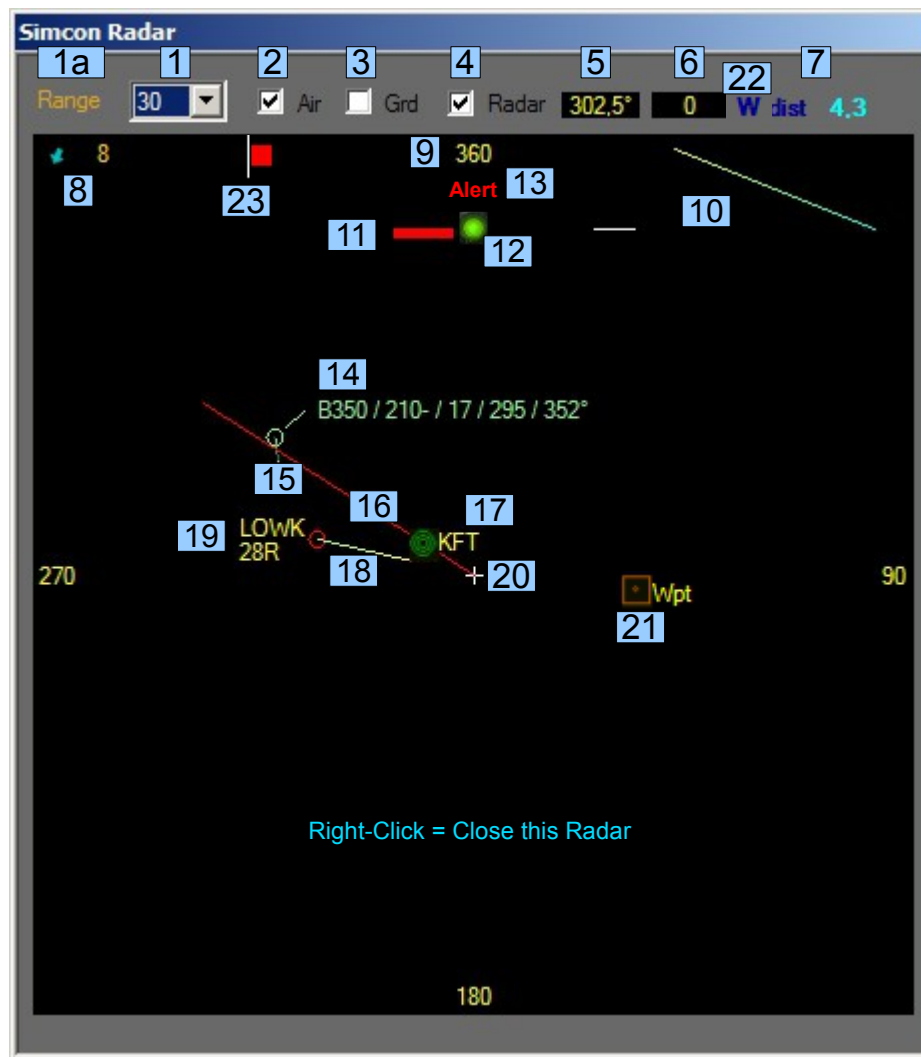 Simcon Radar
1a 1 2 3 4 5 6 22 7
Range 30 Air Grd Radar 302,5° 0 W dist 4.3
8 9 360
8 23 Alert 13 10
11 12
14
B350 / 210- / 17 / 295 / 352°
15
16 17
19 LOWK KFT
28R
18 20
270 90
Wpt
21
Right-Click = Close this Radar
180